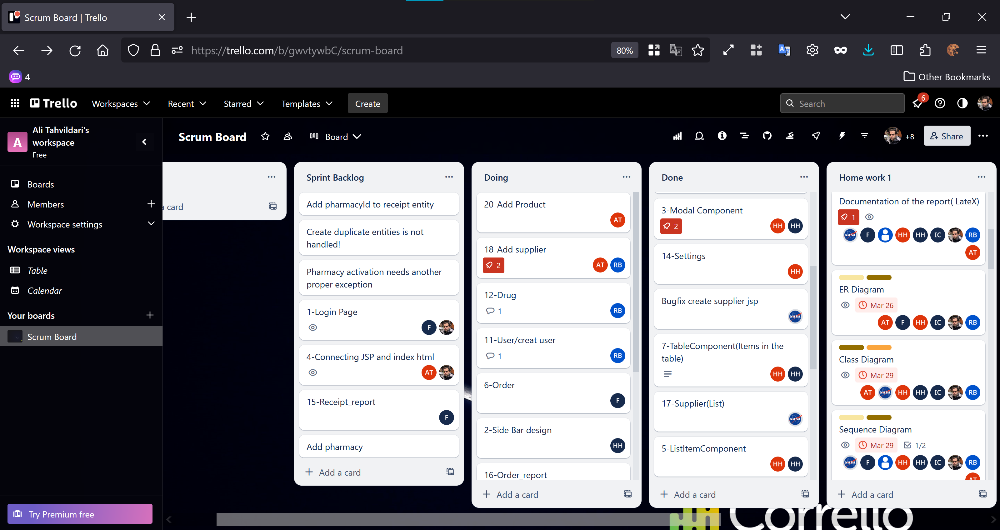 Scrum Board | Trello
https://trello.com/b/gwvtywbC/scrum-board
80%
4
Other Bookmarks
Trello
Workspaces
Recent
Starred
Templates
Create
Search
6
Ali Tahvildari's
workspace
Free
A
Boards
Members
Workspace settings
Workspace views
Table
Calendar
Your boards
Scrum Board
Try Premium free
Scrum Board
Board
+8
Share
a card
Sprint Backlog
Add pharmacyId to receipt entity
Create duplicate entities is not
handled!
Pharmacy activation needs another
proper exception
1-Login Page
F
4-Connecting JSP and index html
AT
15-Receipt_report
F
Add pharmacy
Add a card
Doing
20-Add Product
AT
18-Add supplier
2
AT RB
12-Drug
1
RB
11-User/creat user
1
RB
6-Order
F
2-Side Bar design
HH
16-Order_report
Add a card
Done
3-Modal Component
2
HH HH
14-Settings
HH
Bugfix create supplier jsp
NASA
7-TableComponent(Items in the
table)
HH HH
17-Supplier(List)
NASA
5-ListItemComponent
HH HH
Add a card
Home work 1
Documentation of the report( LateX)
1
NASA F HH HH IC RB
AT
ER Diagram
Mar 26
AT F HH IC RB
Class Diagram
Mar 29
AT NASA HH HH IC RB
Sequence Diagram
Mar 29 1/2
NASA F HH HH IC RB
AT
Add a card
Corrello